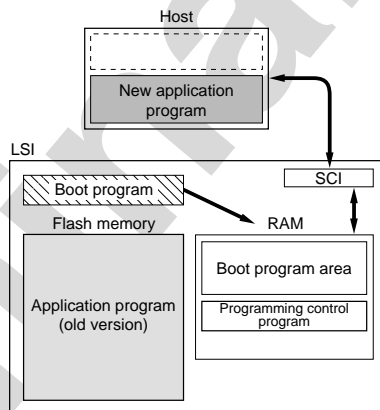 Host
New application
program
LSI
Boot program
SCI
Flash memory
RAM
Application program
(old version)
Boot program area
Programming control
program